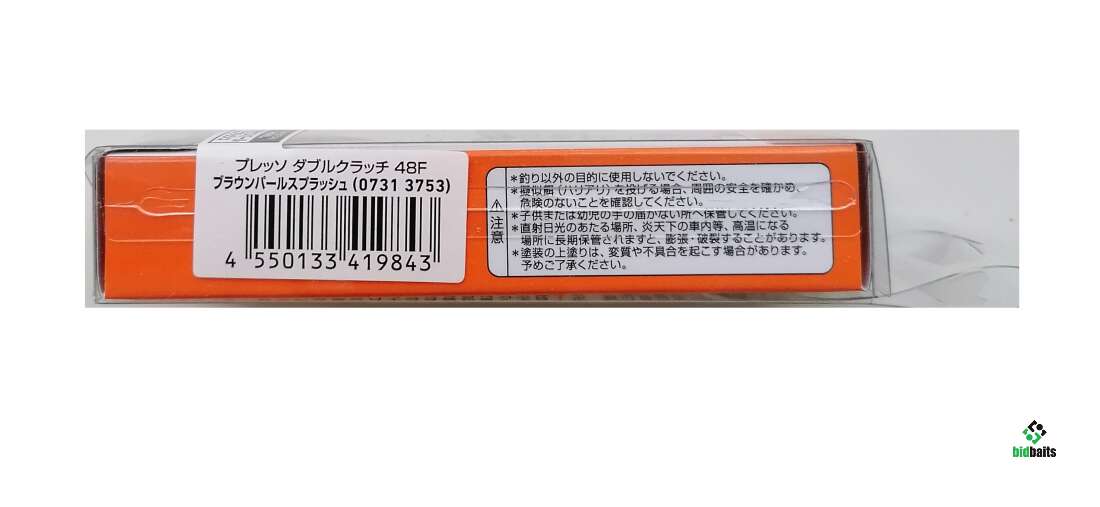 プレッソ ダブルクラッチ 48F
ブラウンパールスプラッシュ (0731 3753)
4 550133 419843
注意
*釣り以外の目的に使用しないでください。
*擬似餌(ハリアリ)を投げる場合、周囲の安全を確かめ、
危険のないことを確認してください。
*子供または幼児の手の届かない所へ保管してください。
*直射日光のあたる場所、炎天下の車内等、高温になる
場所に長期保管されますと、膨張・破裂することがあります。
*塗装の上塗りは、変質や不具合を起こす場合があります。
予めご了承ください。
bidbaits